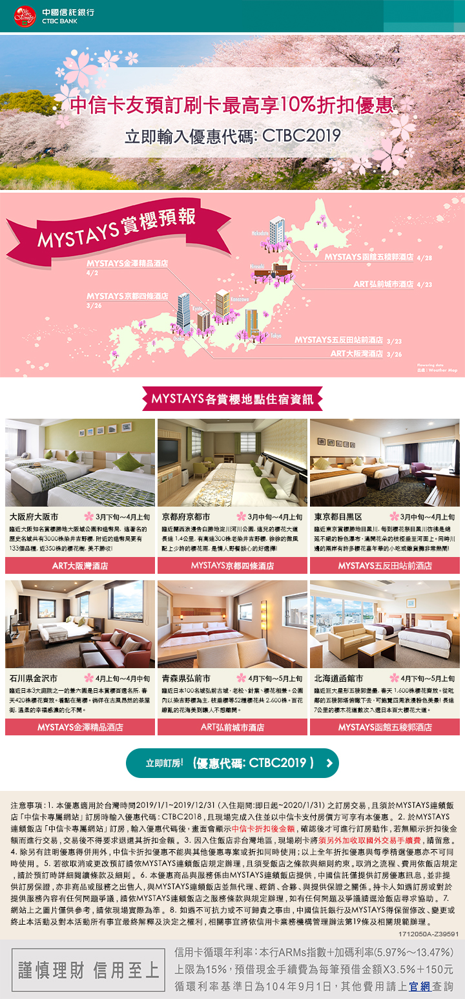 We are Family
中國信託銀行
CTBC BANK
中信卡友預訂刷卡最高享10%折扣優惠
立即輸入優惠代碼: CTBC2019
MYSTAYS賞櫻預報
Hakodate
MYSTAYS函館五稜郭酒店 4/28
MYSTAYS金澤精品酒店
4/2
Hirosaki
HOTEL
ART弘前城市酒店 4/23
MYSTAYS京都四條酒店
3/26
Kanazawa
Kyoto
Osaka
Tokyo
MYSTAYS五反田站前酒店 3/23
ART大阪灣酒店 3/26
Flowering date
出處：Weather Map
MYSTAYS各賞櫻地點住宿資訊
大阪府大阪市 3月下旬～4月上旬
臨近大阪知名賞櫻勝地大阪城公園和造幣局. 這著名的
歷史名城共有3000株染井吉野櫻, 附近的造幣局更有
133個品種, 近350株的櫻花樹, 美不勝收!
ART大阪灣酒店
京都府京都市 3月中旬～4月上旬
臨近關西浪漫告白勝地淀川河川公園, 這兒的櫻花大道
長達 1.4公里, 有高達300株老染井吉野櫻, 徐徐的微風
配上少許的櫻花雨, 是情人野餐談心的好選擇!
MYSTAYS京都四條酒店
東京都目黑区 3月中旬～4月上旬
臨近東京賞櫻勝地目黑川, 每到櫻花祭目黑川彷彿是綿
延不絕的粉色瀑布，滿開花朵的枝椏垂至河面上。同時川
邊的兩岸有許多櫻花嘉年華的小吃或雜貨攤非常熱鬧!
MYSTAYS五反田站前酒店
石川県金沢市 4月上旬～4月中旬
臨近日本3大庭院之一的兼六園是日本賞櫻百選名所, 春
天420株櫻花齊放。看點在菊櫻。徜徉在古風昂然的茶屋
街, 溫柔的幸福感濃的化不開。
MYSTAYS金澤精品酒店
青森県弘前市 4月下旬～5月上旬
臨近日本100名城弘前古城，老松、針葉、櫻花相兼。公園
內以染吉野櫻為主, 枝垂櫻等52種櫻花共 2,600株。百花
繚亂的花海美到讓人不想離開。
ART弘前城市酒店
北海道函館市 4月下旬～5月上旬
臨近巨大星形五稜郭堡壘, 春天 1,600株櫻花齊放。從毗
鄰的五稜郭塔俯瞰下去, 可飽覽四周浪漫粉色美景! 長達
7公里的櫻木花道數次入選日本百大櫻花大道。
MYSTAYS函館五稜郭酒店
立即訂房! (優惠代碼: CTBC2019 )
注意事項：1. 本優惠適用於台灣時間2019/1/1~2019/12/31（入住期間:即日起~2020/1/31）之訂房交易,且須於MYSTAYS連鎖飯
店「中信卡專屬網站」訂房時輸入優惠代碼：CTBC2018,且現場完成入住並以中信卡支付房價方可享有本優惠。 2. 於MYSTAYS
連鎖飯店「中信卡專屬網站」訂房,輸入優惠代碼後，畫面會顯示中信卡折扣後金額,確認後才可進行訂房動作,若無顯示折扣後金
額而進行交易,交易後不得要求退還其折扣金額。 3. 因入住飯店非台灣地區,現場刷卡將須另外加收取國外交易手續費,請留意。
4. 除另有註明優惠得併用外,中信卡折扣優惠不能與其他優惠專案或折扣同時使用;以上全年折扣優惠與每季精選優惠亦不可同
時使用。 5. 若欲取消或更改預訂請依MYSTAYS連鎖飯店規定辦理,且須受飯店之條款與細則約束。取消之流程、費用依飯店規定
,請於預訂時詳細閱讀條款及細則。 6. 本優惠商品與服務係由MYSTAYS連鎖飯店提供,中國信託僅提供訂房優惠訊息,並非提
供訂房保證,亦非商品或服務之出售人,與MYSTAYS連鎖飯店並無代理、經銷、合夥、與提供保證之關係。持卡人如遇訂房或對於
提供服務內容有任何問題爭議,請依MYSTAYS連鎖飯店之服務條款與規定辦理,如有任何問題及爭議請逕洽飯店尋求協助。 7.
網站上之圖片僅供參考,請依現場實際為準。 8. 如遇不可抗力或不可歸責之事由,中國信託銀行及MYSTAYS得保留修改、變更或
終止本活動及對本活動所有事宜最終解釋及決定之權利,相關事宜將依信用卡業務機構管理辦法第19條及相關規範辦理。
1712050A-Z39591
謹慎理財 信用至上
信用卡循環年利率：本行ARMs指數＋加碼利率(5.97%～13.47%)
上限為15%，預借現金手續費為每筆預借金額X3.5%＋150元
循環利率基準日為104年9月1日，其他費用請上官網查詢